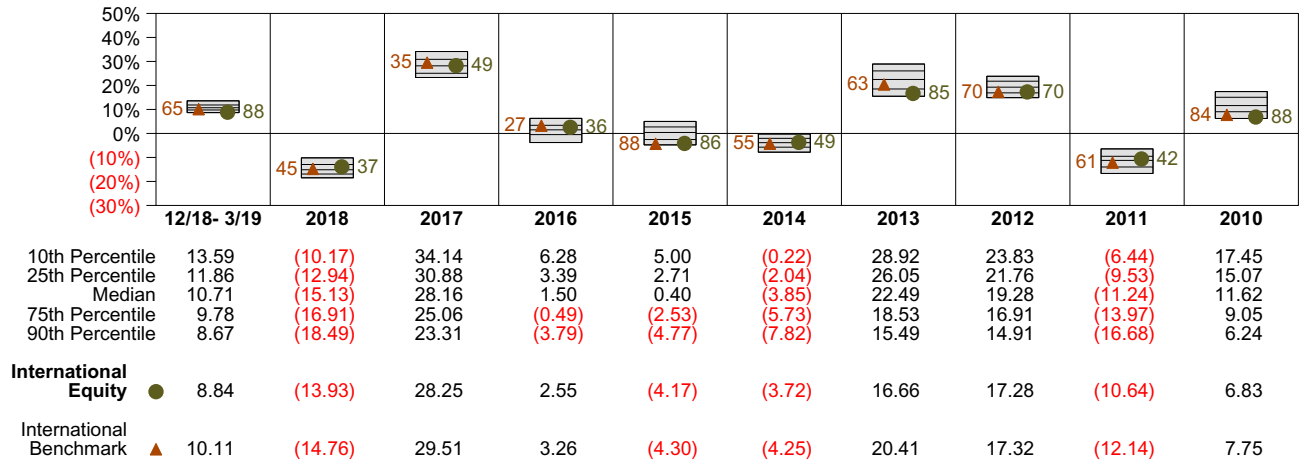 50%
40%
30%
20%
10%
0%
(10%)
(20%)
(30%)
65 88
45 37
35 49
27 36
88 86
55 49
63 85
70 70
61 42
84 88
12/18- 3/19 2018 2017 2016 2015 2014 2013 2012 2011 2010
10th Percentile 13.59 (10.17) 34.14 6.28 5.00 (0.22) 28.92 23.83 (6.44) 17.45
25th Percentile 11.86 (12.94) 30.88 3.39 2.71 (2.04) 26.05 21.76 (9.53) 15.07
Median 10.71 (15.13) 28.16 1.50 0.40 (3.85) 22.49 19.28 (11.24) 11.62
75th Percentile 9.78 (16.91) 25.06 (0.49) (2.53) (5.73) 18.53 16.91 (13.97) 9.05
90th Percentile 8.67 (18.49) 23.31 (3.79) (4.77) (7.82) 15.49 14.91 (16.68) 6.24
International
Equity 8.84 (13.93) 28.25 2.55 (4.17) (3.72) 16.66 17.28 (10.64) 6.83
International
Benchmark 10.11 (14.76) 29.51 3.26 (4.30) (4.25) 20.41 17.32 (12.14) 7.75